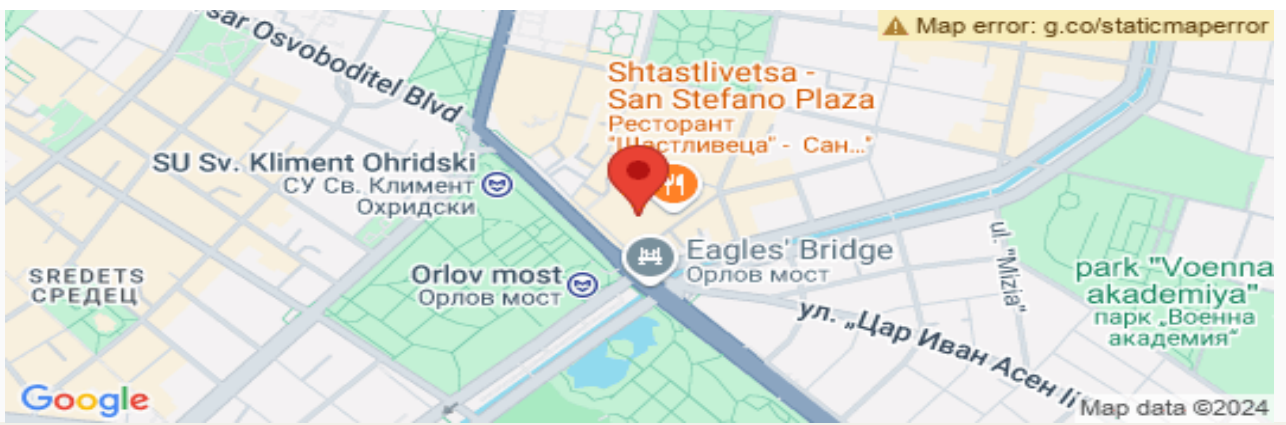 Map error: g.co/staticmaperror
sar Osvoboditel Blvd
Shtastlivetsa -
San Stefano Plaza
Ресторант
"Щастливеца" - Сан..."
SU Sv. Kliment Ohridski
СУ Св. Климент
Охридски
Eagles' Bridge
Орлов мост
Orlov most
Орлов мост
SREDETS
СРЕДЕЦ
ul. "Mizia"
park "Voenna
akademiya"
парк „Военна
академия“
ул. „Цар Иван Асен
Google
Map data ©2024